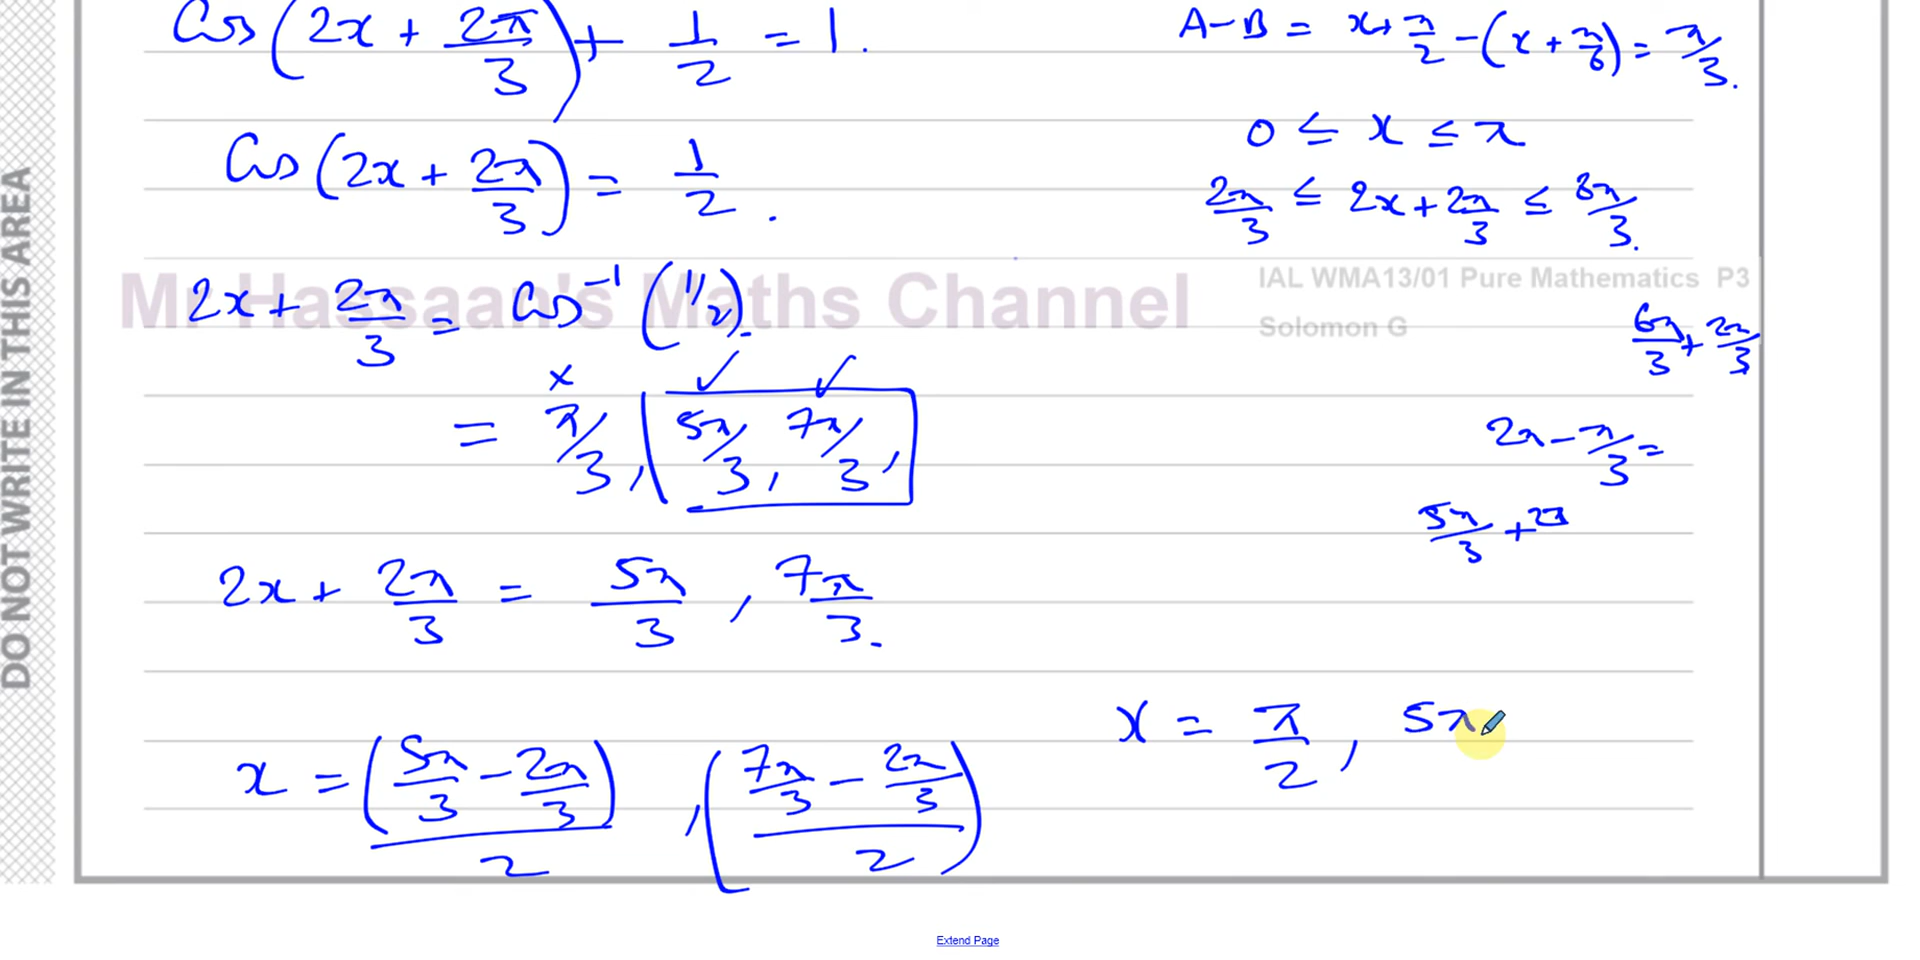 Cos(2x + 2π/3) + 1/2 = 1.
A-B = x+π/2 - (x+π/6) = π/3.
0 ≤ x ≤ π
Cos(2x + 2π/3) = 1/2.
2π/3 ≤ 2x+2π/3 ≤ 8π/3.
Mr Hassaan's Maths Channel
IAL WMA13/01 Pure Mathematics P3
Solomon G
2x + 2π/3 = Cos⁻¹(1/2).
6π/3 + 2π/3
x ✓ ✓
= π/3, 5π/3, 7π/3,
2π - π/3 =
5π/3 + 2π
2x + 2π/3 = 5π/3, 7π/3.
x = π/2, 5π
x = (5π/3 - 2π/3)/2, (7π/3 - 2π/3)/2
DO NOT WRITE IN THIS AREA
Extend Page